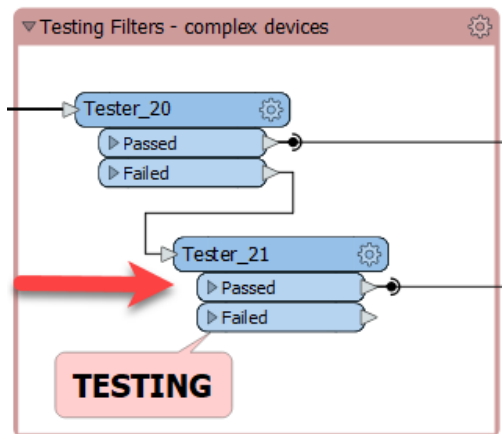 Testing Filters - complex devices
Tester_20
Passed
Failed
Tester_21
Passed
Failed
TESTING